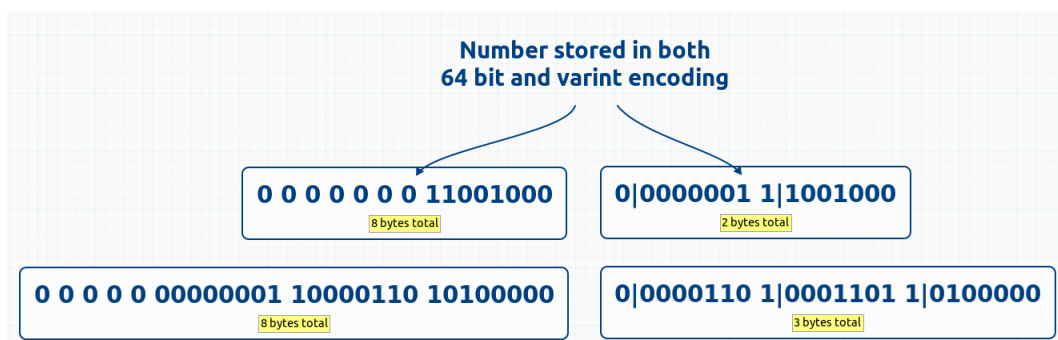 Number stored in both
64 bit and varint encoding
0 0 0 0 0 0 0 11001000
8 bytes total
0|0000001 1|1001000
2 bytes total
0 0 0 0 0 00000001 10000110 10100000
8 bytes total
0|0000110 1|0001101 1|0100000
3 bytes total